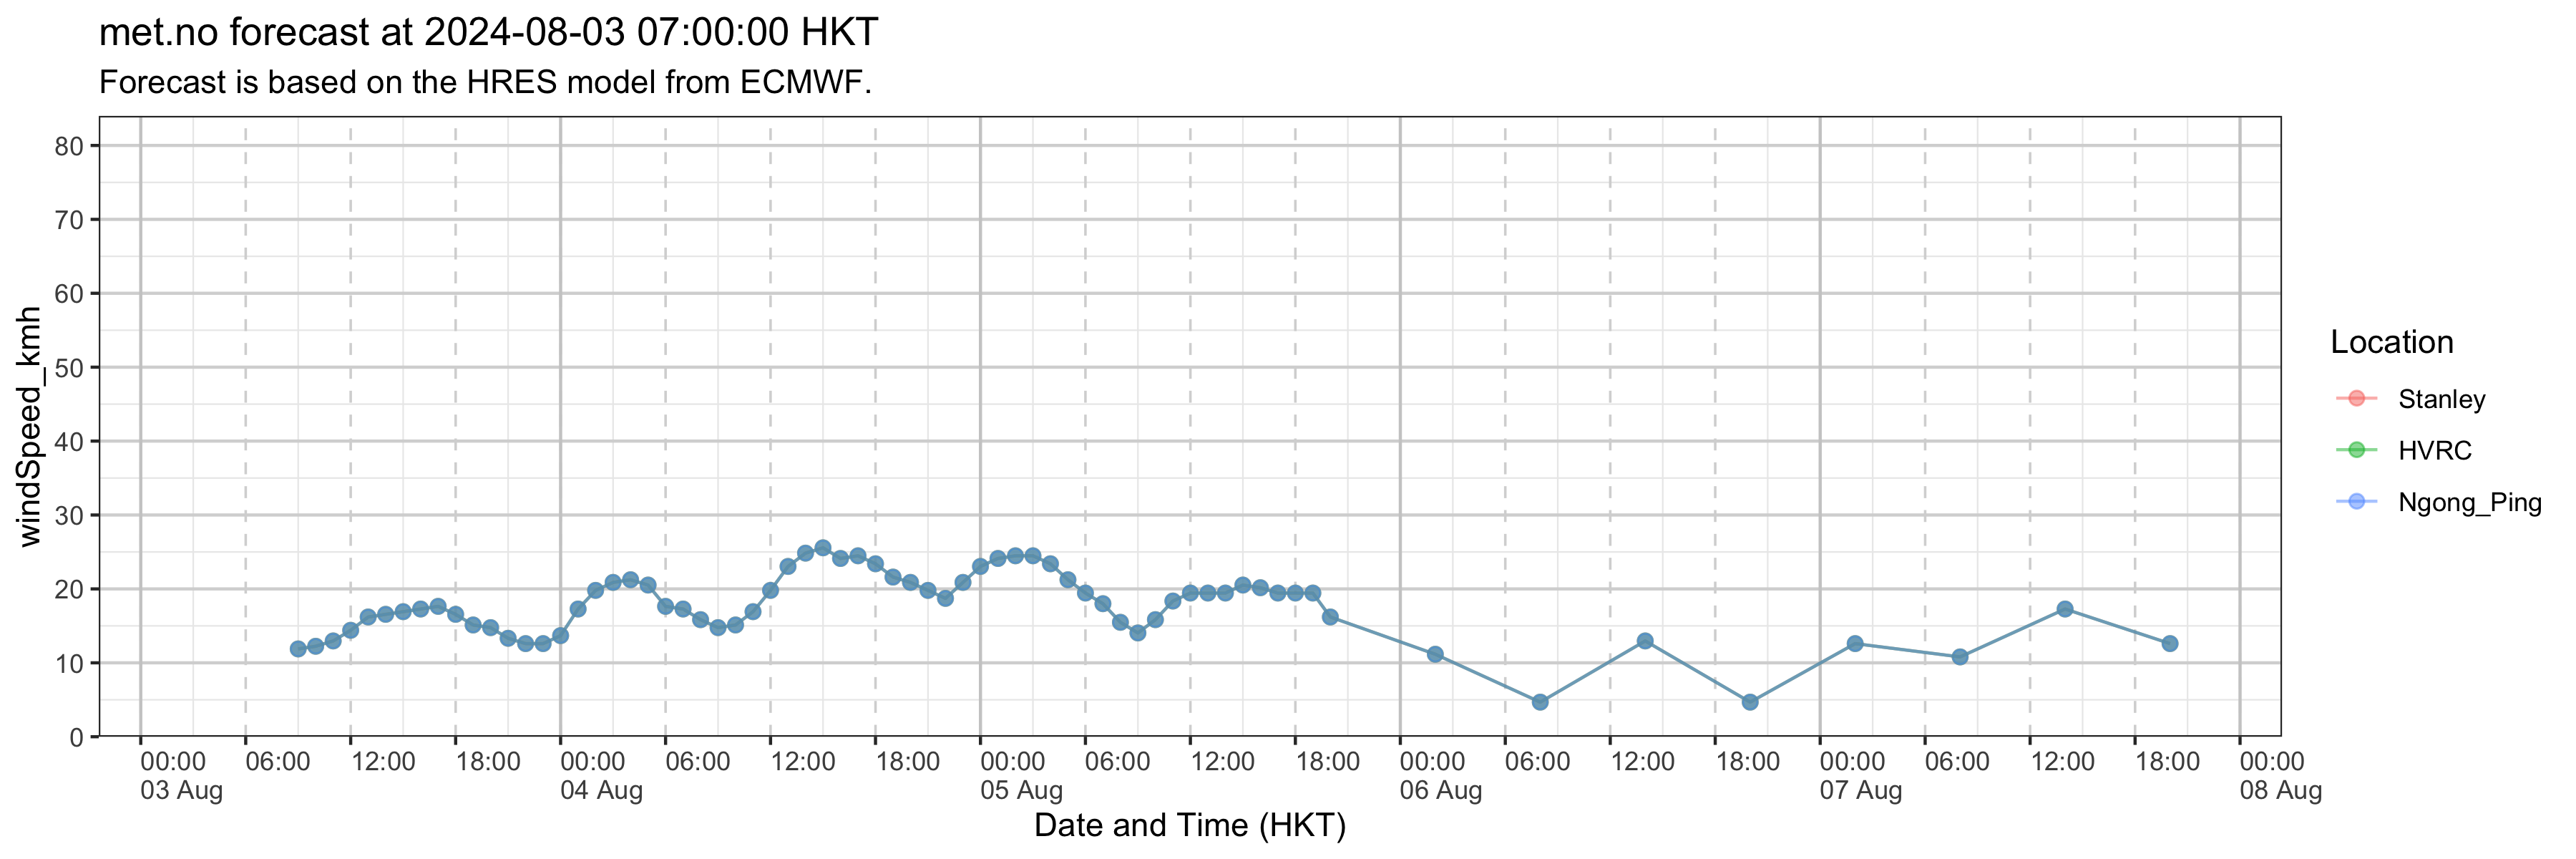 met.no forecast at 2024-08-03 07:00:00 HKT
Forecast is based on the HRES model from ECMWF.
windSpeed_kmh
80
70
60
50
40
30
20
10
0
00:00 06:00 12:00 18:00 00:00 06:00 12:00 18:00 00:00 06:00 12:00 18:00 00:00 06:00 12:00 18:00 00:00 06:00 12:00 18:00 00:00
03 Aug 04 Aug 05 Aug 06 Aug 07 Aug 08 Aug
Date and Time (HKT)
Location
Stanley
HVRC
Ngong_Ping